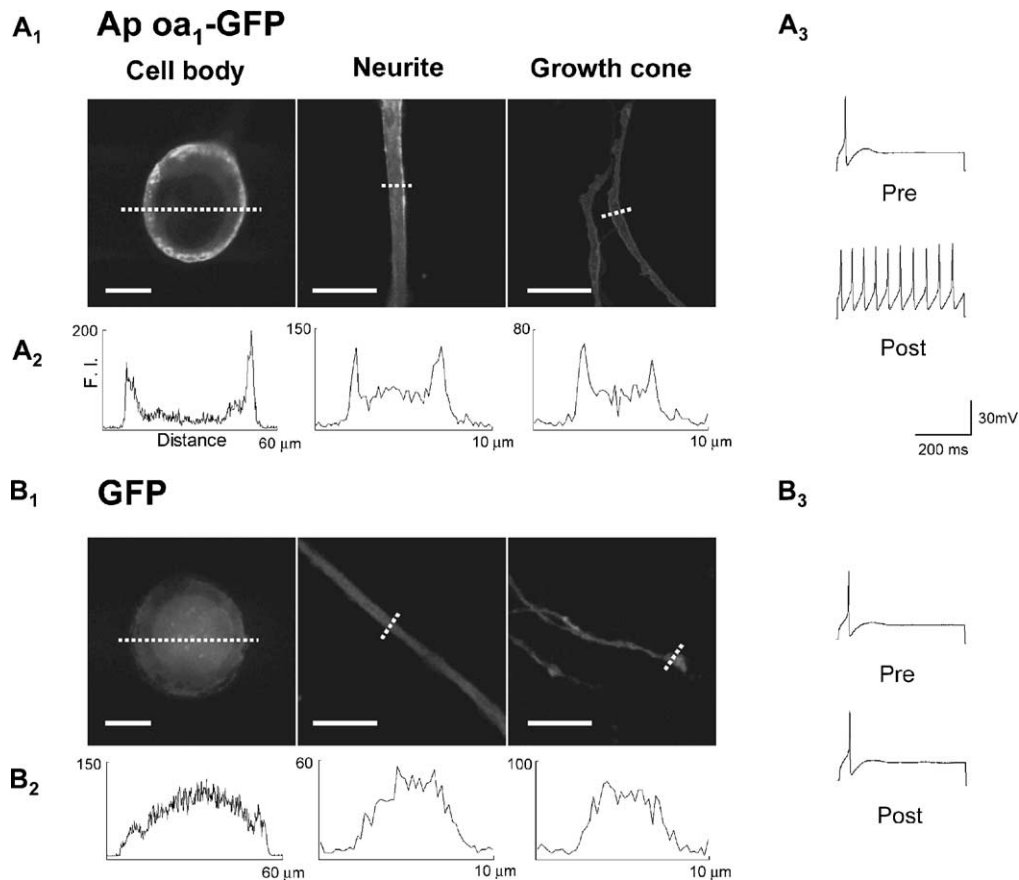 A1 Ap oa1-GFP
Cell body Neurite Growth cone
A3
Pre
Post
30mV
200 ms
A2
200
F. I.
Distance
60 μm
150
10 μm
80
10 μm
B1 GFP
B3
Pre
Post
B2
150
60 μm
60
10 μm
100
10 μm